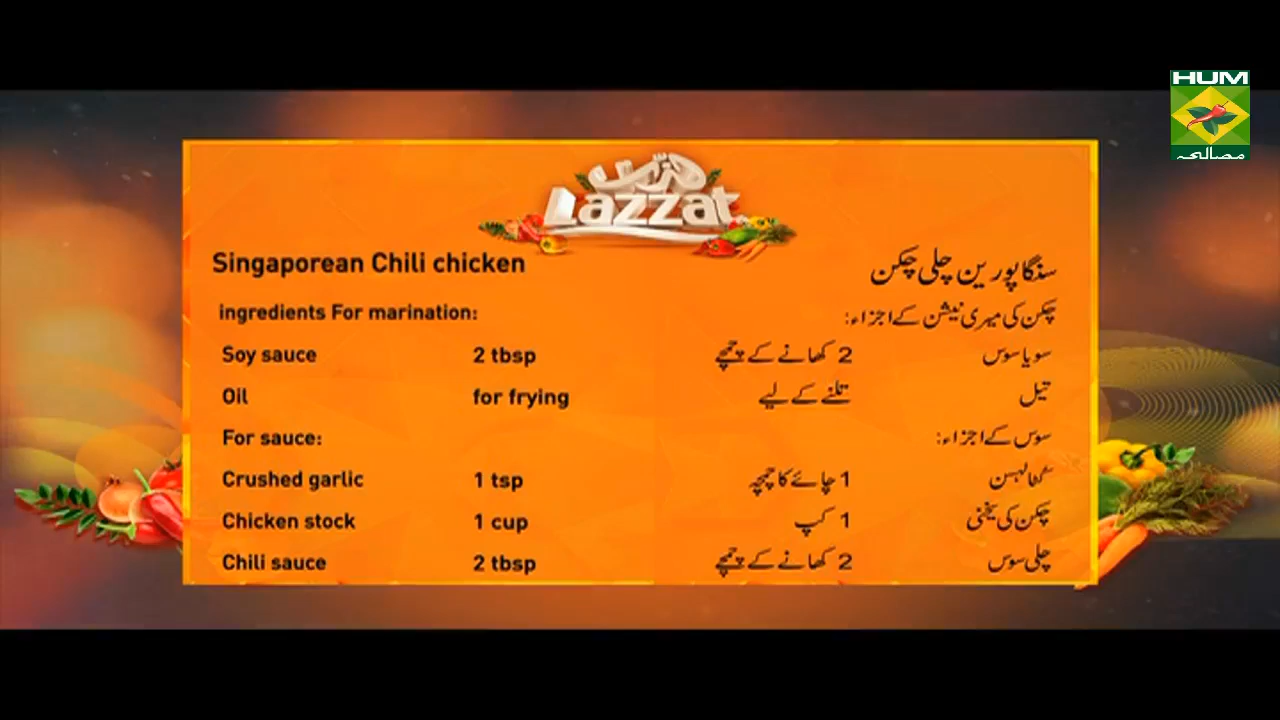 HUM
مصالحہ
لذت
Lazzat
Singaporean Chili chicken سنگاپورین چلی چکن
ingredients For marination: چکن کی میری نیشن کے اجزاء:
Soy sauce 2 tbsp 2 کھانے کے چمچے سویا سوس
Oil for frying تلنے کے لیے تیل
For sauce: سوس کے اجزاء:
Crushed garlic 1 tsp 1 چائے کا چمچہ کٹا لہسن
Chicken stock 1 cup 1 کپ چکن کی یخنی
Chili sauce 2 tbsp 2 کھانے کے چمچے چلی سوس